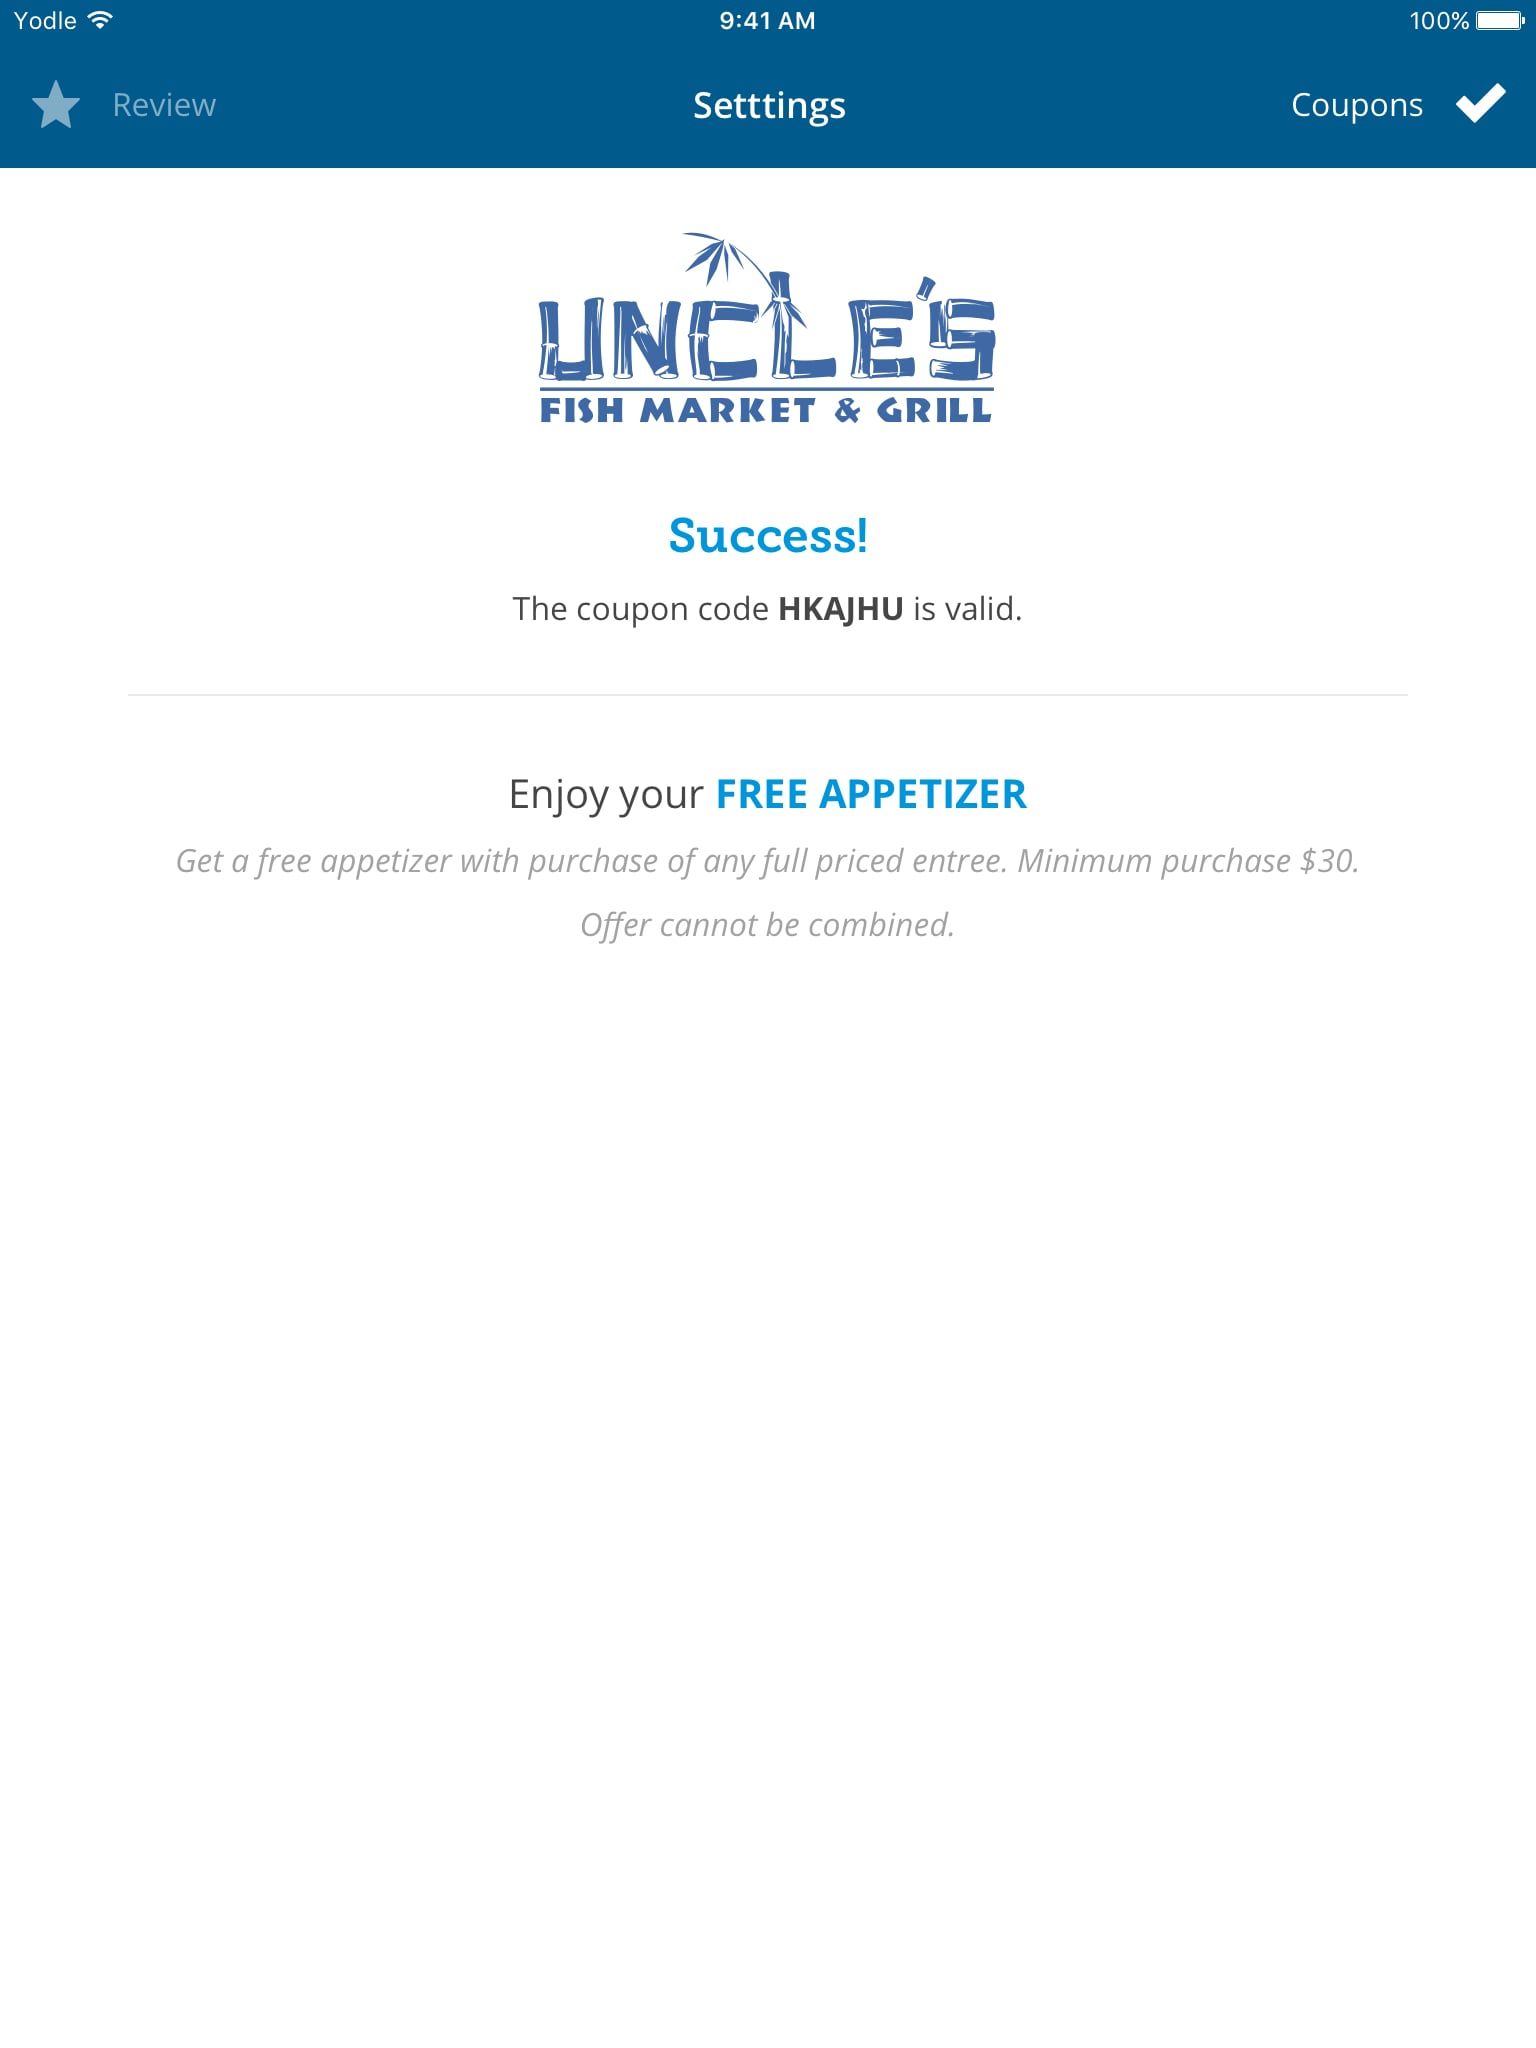 Yodle 9:41 AM 100%
Review Setttings Coupons
UNCLE'S
FISH MARKET & GRILL
Success!
The coupon code HKAJHU is valid.
Enjoy your FREE APPETIZER
Get a free appetizer with purchase of any full priced entree. Minimum purchase $30.
Offer cannot be combined.